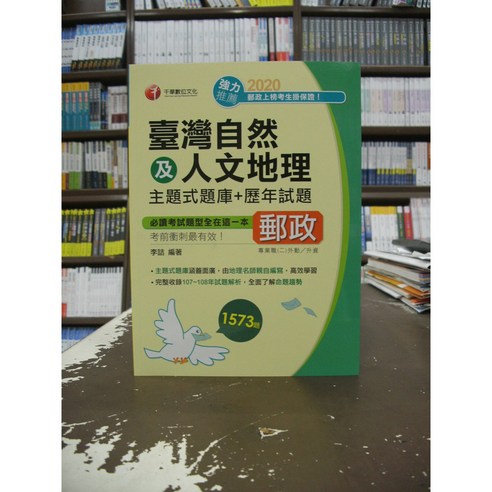 千華數位文化
強力推薦
2020
郵政上榜考生掛保證！
臺灣自然
及人文地理
主題式題庫+歷年試題
必讀考試題型全在這一本
郵政
考前衝刺最有效！
專業職(二)外勤/外僱
李詰 編著
•主題式題庫涵蓋面廣，由地理名師親自編寫，高效學習
•完整收錄107~108年試題解析，全面了解命題趨勢
1573題